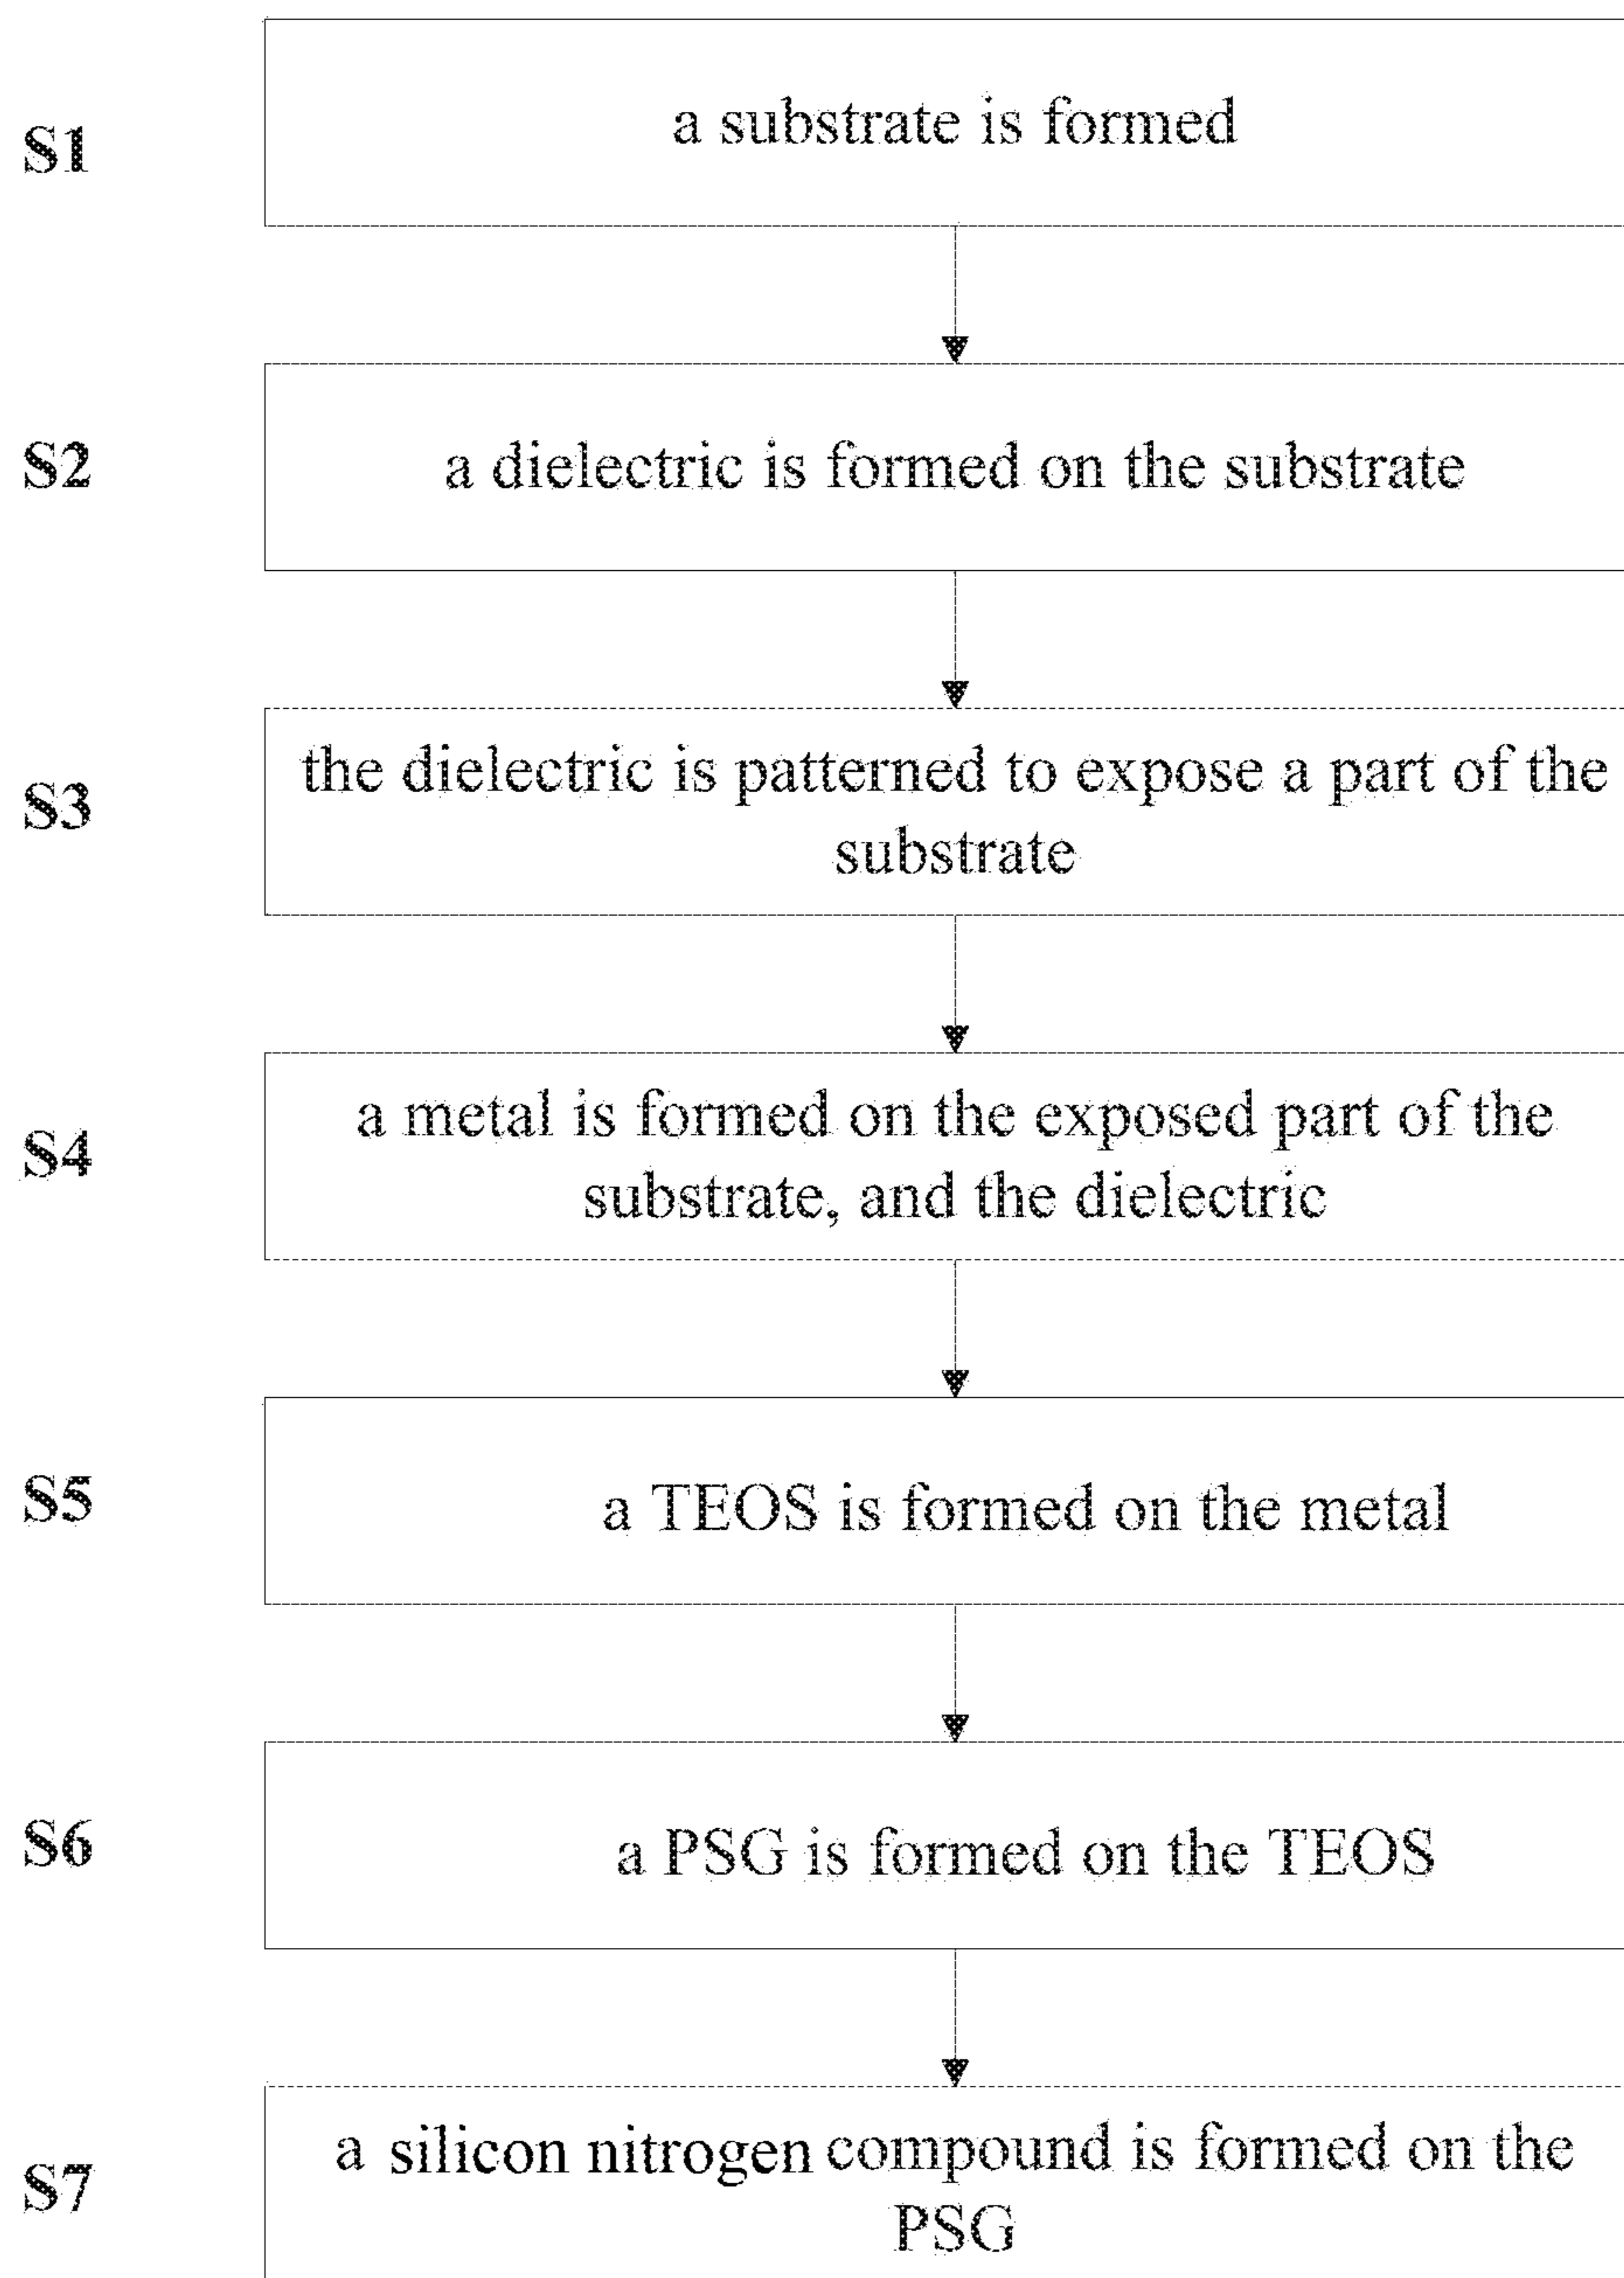 S1
a substrate is formed
S2
a dielectric is formed on the substrate
S3
the dielectric is patterned to expose a part of the
substrate
S4
a metal is formed on the exposed part of the
substrate, and the dielectric
S5
a TEOS is formed on the metal
S6
a PSG is formed on the TEOS
S7
a silicon nitrogen compound is formed on the
PSG